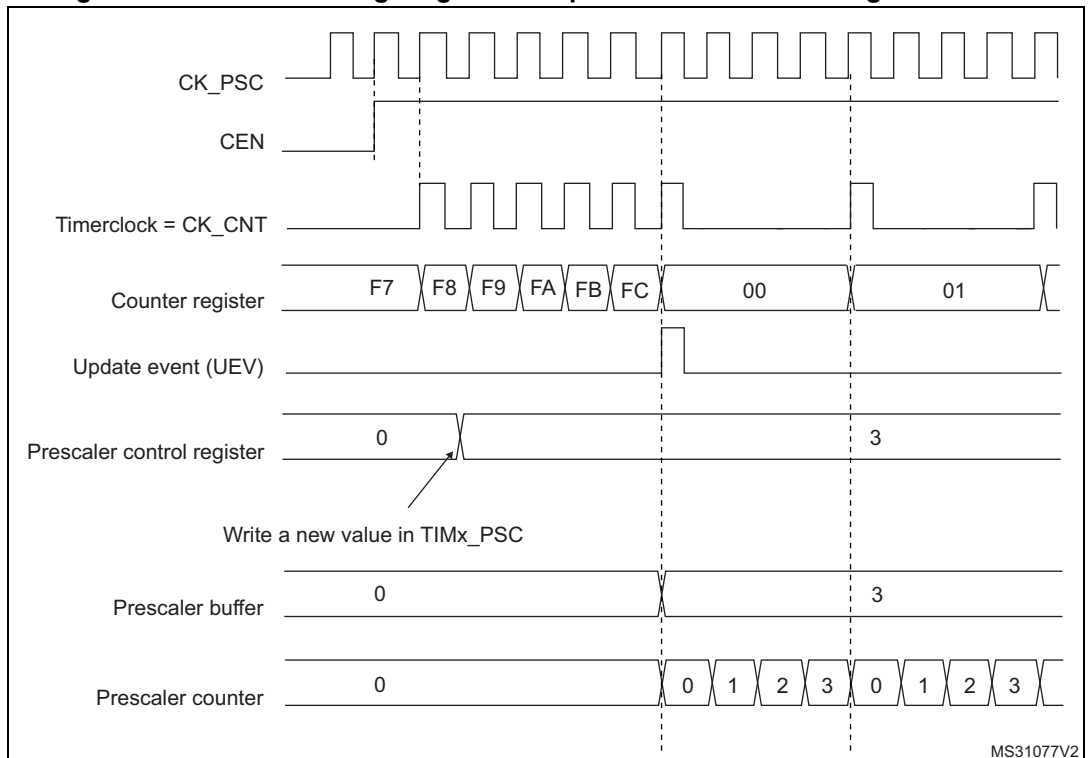 CK_PSC
CEN
Timerclock = CK_CNT
Counter register F7 F8 F9 FA FB FC 00 01
Update event (UEV)
Prescaler control register 0 3
Write a new value in TIMx_PSC
Prescaler buffer 0 3
Prescaler counter 0 0 1 2 3 0 1 2 3
MS31077V2